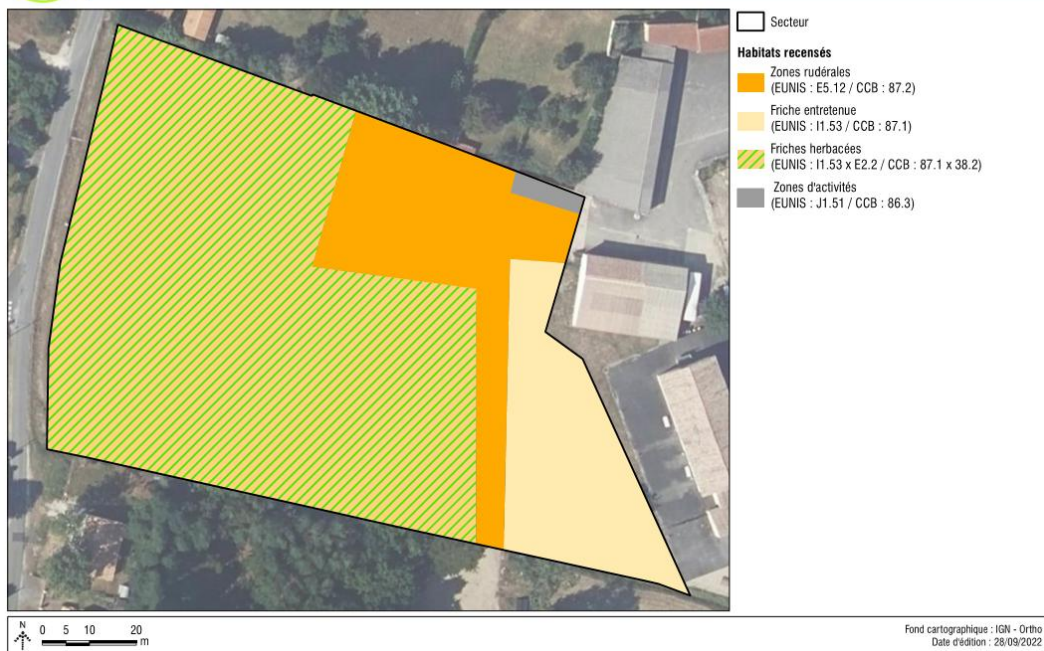 Secteur
Habitats recensés
Zones rudérales
(EUNIS : E5.12 / CCB : 87.2)
Friche entretenue
(EUNIS : I1.53 / CCB : 87.1)
Friches herbacées
(EUNIS : I1.53 x E2.2 / CCB : 87.1 x 38.2)
Zones d'activités
(EUNIS : J1.51 / CCB : 86.3)
N
0 5 10 20
m
Fond cartographique : IGN - Ortho
Date d'édition : 28/09/2022